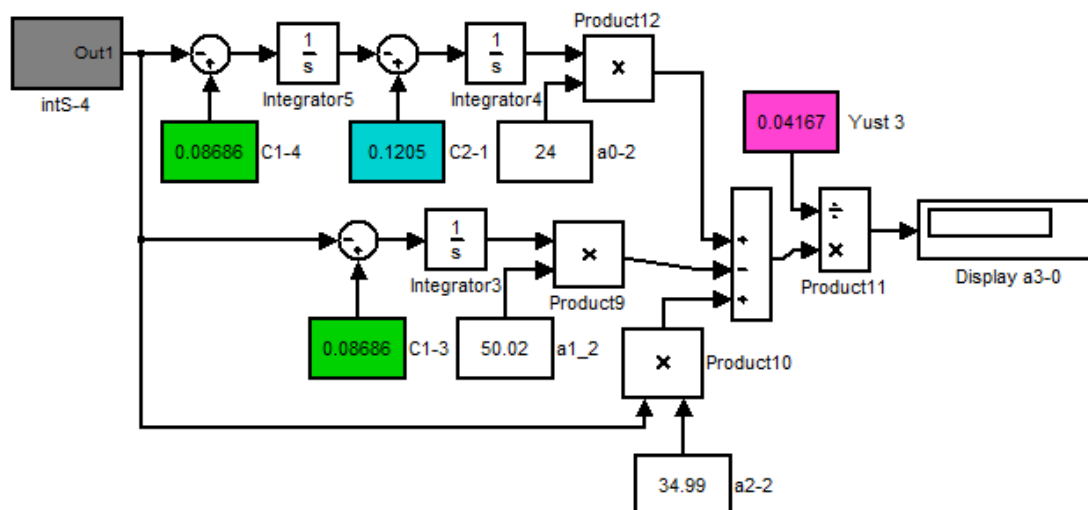 Product12
Out1
1
s
1
s
×
intS-4
Integrator5
Integrator4
0.08686
C1-4
0.1205
C2-1
24
a0-2
0.04167
Yust 3
1
s
×
÷
×
Integrator3
Product9
Product11
Display a3-0
0.08686
C1-3
50.02
a1_2
×
Product10
34.99
a2-2